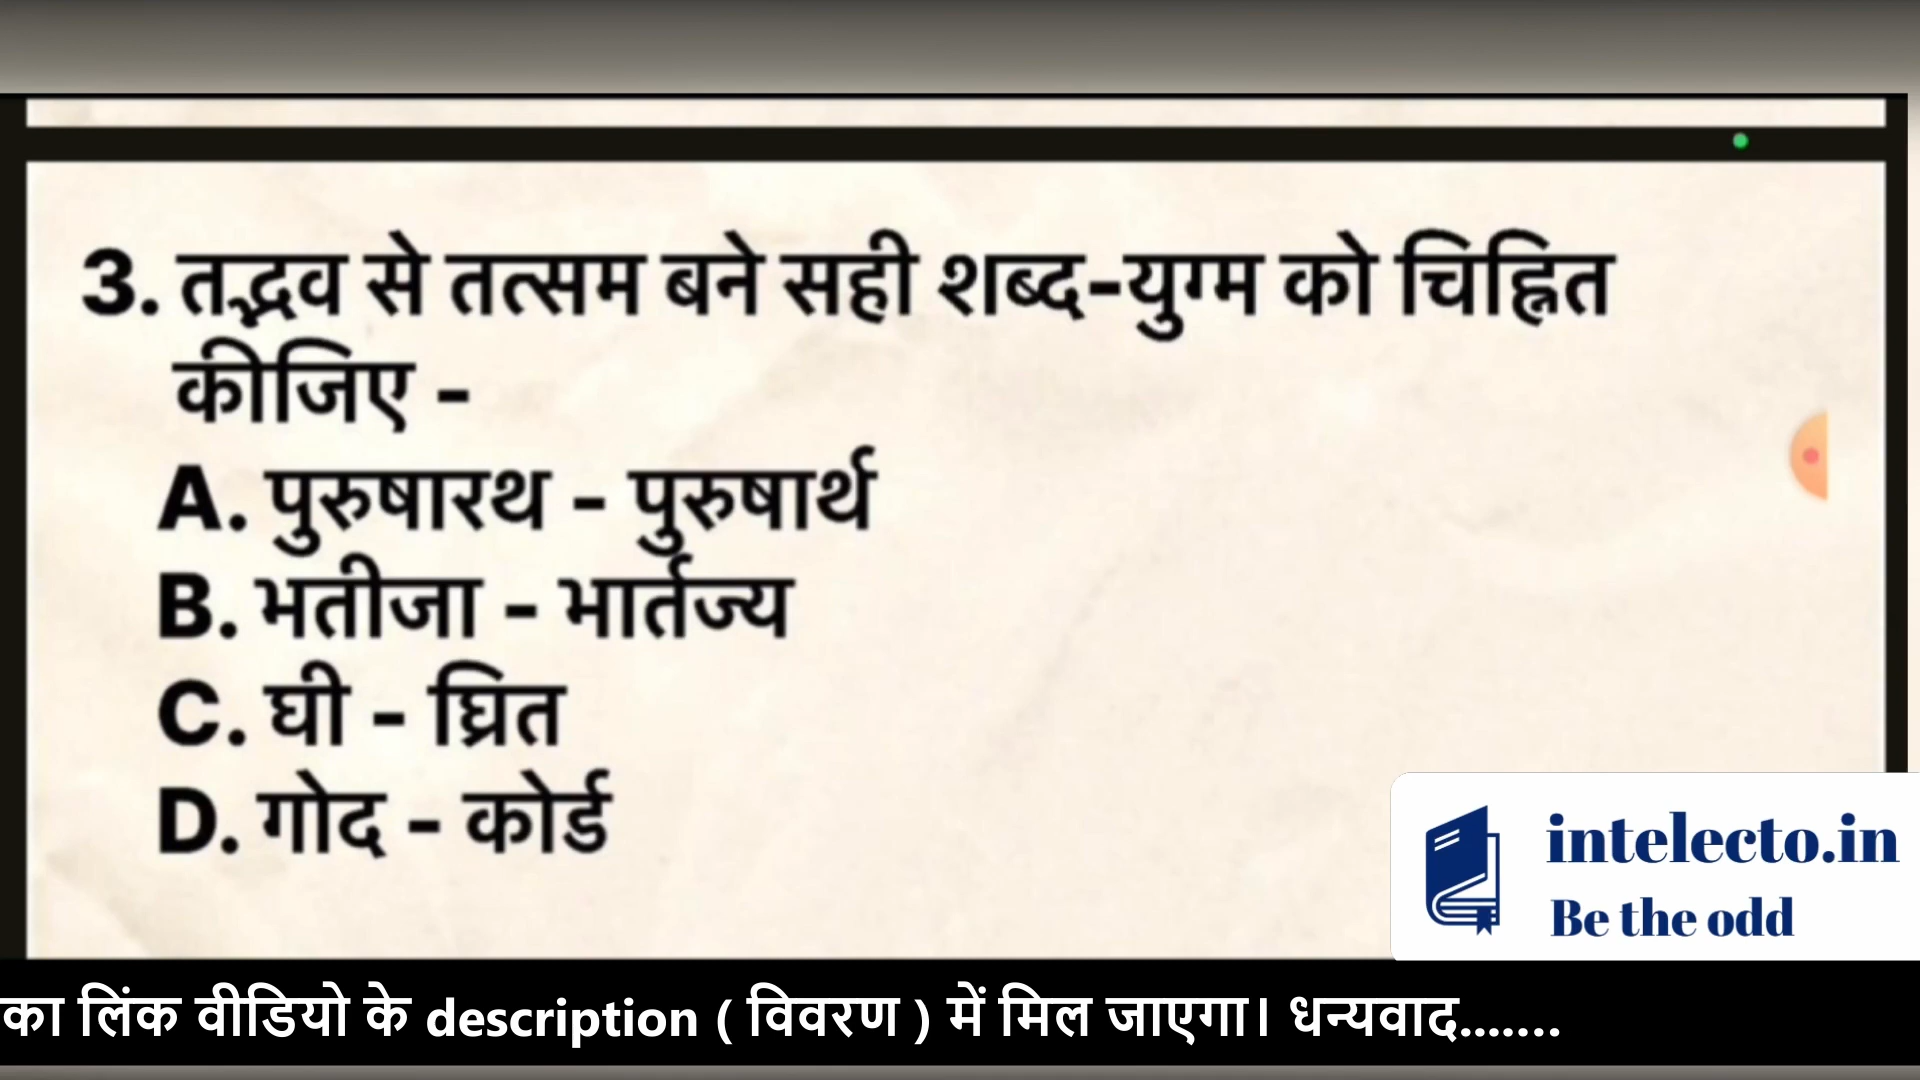 3. तद्भव से तत्सम बने सही शब्द-युग्म को चिह्नित
कीजिए -
A. पुरुषारथ - पुरुषार्थ
B. भतीजा - भार्तज्य
C. घी - घ्रित
D. गोद - कोर्ड
intelecto.in
Be the odd
का लिंक वीडियो के description ( विवरण ) में मिल जाएगा। धन्यवाद.......